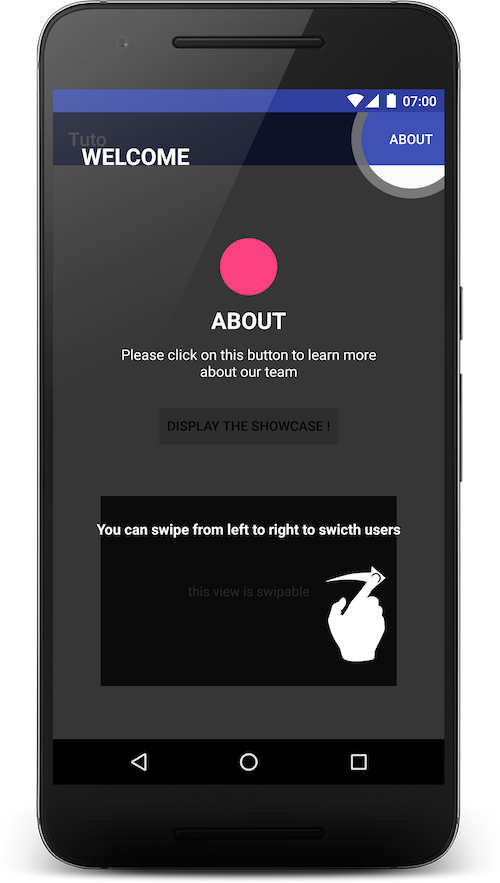 07:00
Tuto
ABOUT
WELCOME
ABOUT
Please click on this button to learn more
about our team
DISPLAY THE SHOWCASE !
You can swipe from left to right to swicth users
this view is swipable